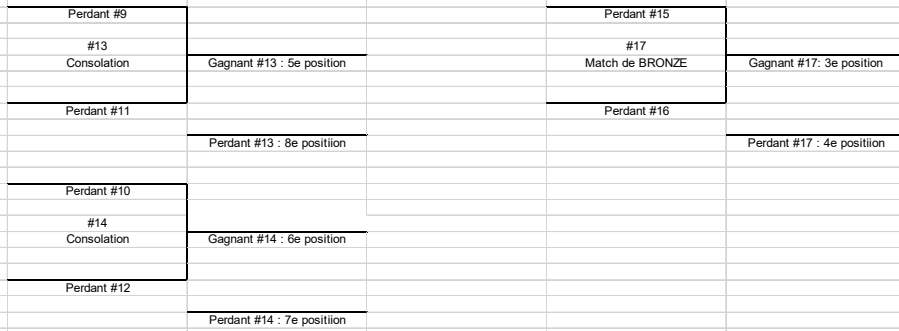 Perdant #9
#13
Consolation
Gagnant #13 : 5e position
Perdant #11
Perdant #13 : 8e positiion
Perdant #10
#14
Consolation
Gagnant #14 : 6e position
Perdant #12
Perdant #14 : 7e positiion
Perdant #15
#17
Match de BRONZE
Gagnant #17: 3e position
Perdant #16
Perdant #17 : 4e positiion